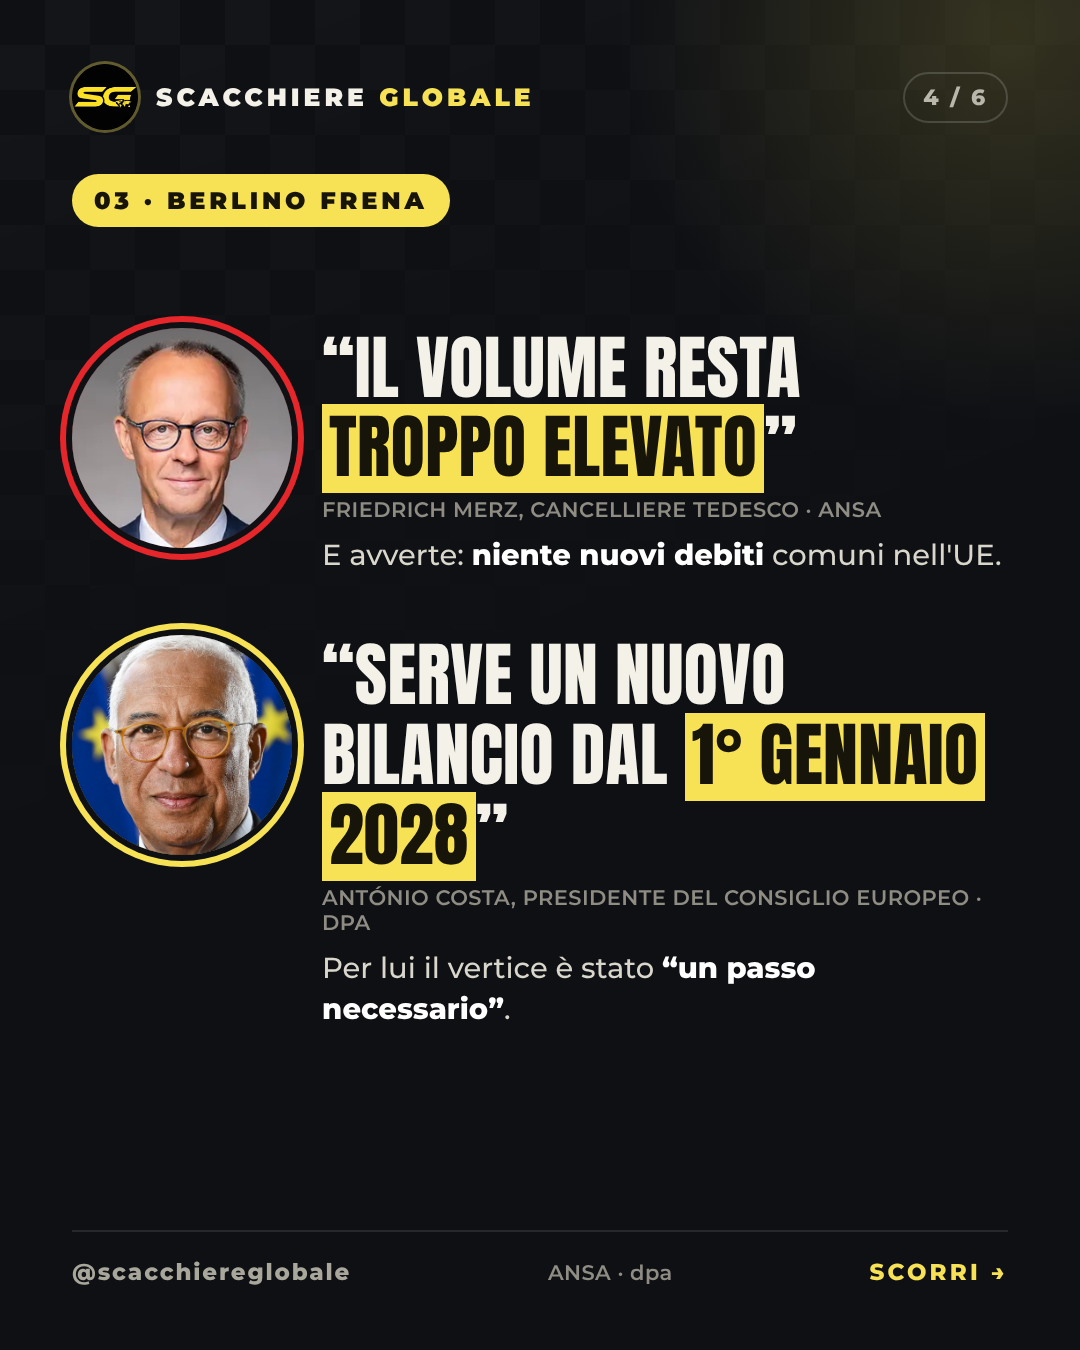 SG
SCACCHIERE GLOBALE
4 / 6
03 · BERLINO FRENA
“IL VOLUME RESTA
TROPPO ELEVATO”
FRIEDRICH MERZ, CANCELLIERE TEDESCO · ANSA
E avverte: niente nuovi debiti comuni nell'UE.
“SERVE UN NUOVO
BILANCIO DAL 1° GENNAIO
2028”
ANTÓNIO COSTA, PRESIDENTE DEL CONSIGLIO EUROPEO ·
DPA
Per lui il vertice è stato “un passo
necessario”.
@scacchiereglobale
ANSA · dpa
SCORRI →